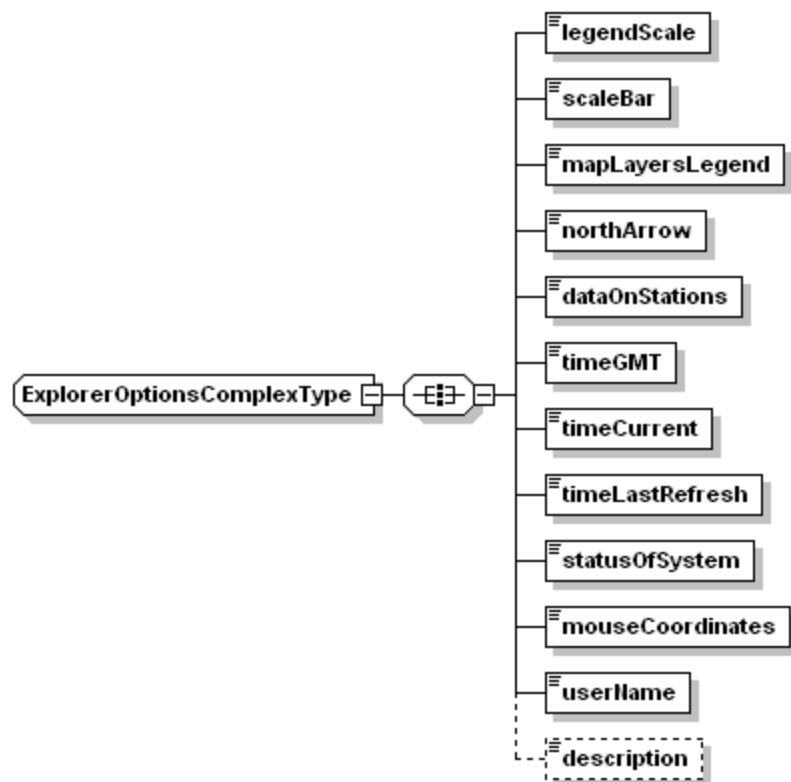 legendScale
scaleBar
mapLayersLegend
northArrow
dataOnStations
timeGMT
ExplorerOptionsComplexType
timeCurrent
timeLastRefresh
statusOfSystem
mouseCoordinates
userName
description